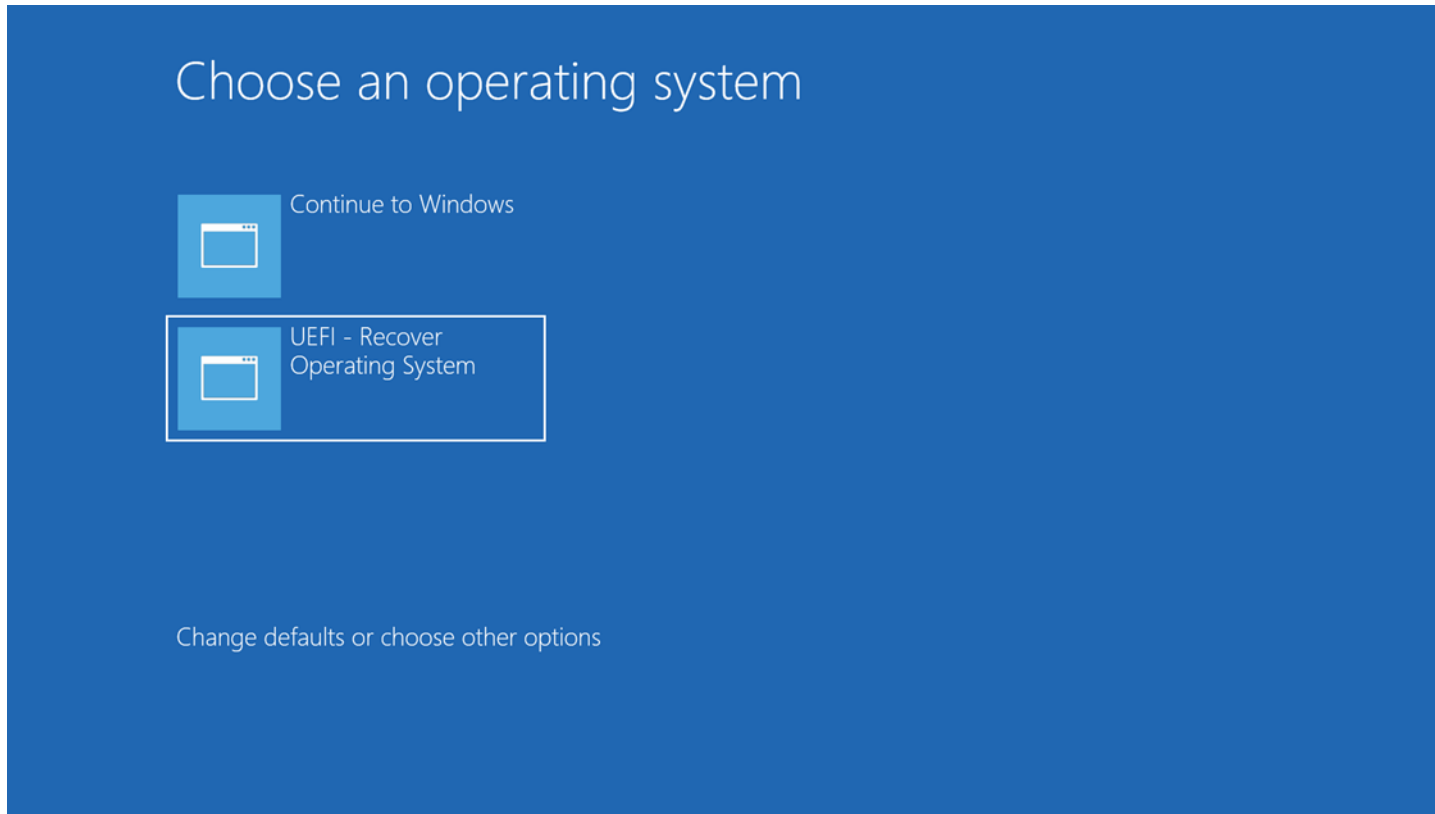 Choose an operating system
Continue to Windows
UEFI - Recover
Operating System
Change defaults or choose other options